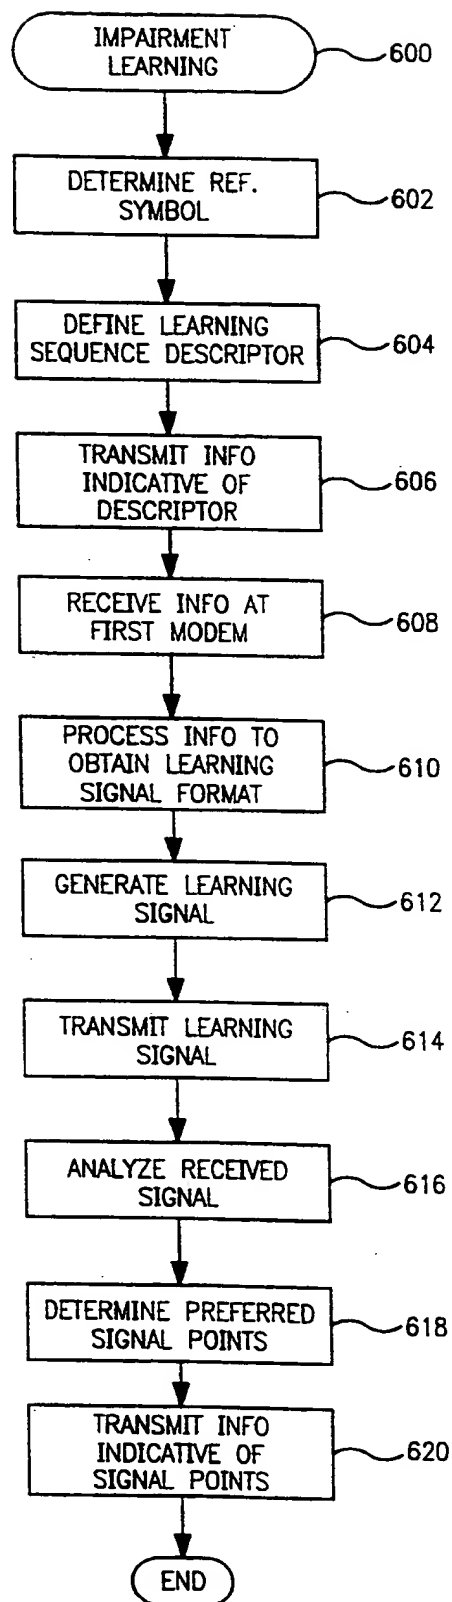 IMPAIRMENT
LEARNING
600
DETERMINE REF.
SYMBOL
602
DEFINE LEARNING
SEQUENCE DESCRIPTOR
604
TRANSMIT INFO
INDICATIVE OF
DESCRIPTOR
606
RECEIVE INFO AT
FIRST MODEM
608
PROCESS INFO TO
OBTAIN LEARNING
SIGNAL FORMAT
610
GENERATE LEARNING
SIGNAL
612
TRANSMIT LEARNING
SIGNAL
614
ANALYZE RECEIVED
SIGNAL
616
DETERMINE PREFERRED
SIGNAL POINTS
618
TRANSMIT INFO
INDICATIVE OF
SIGNAL POINTS
620
END